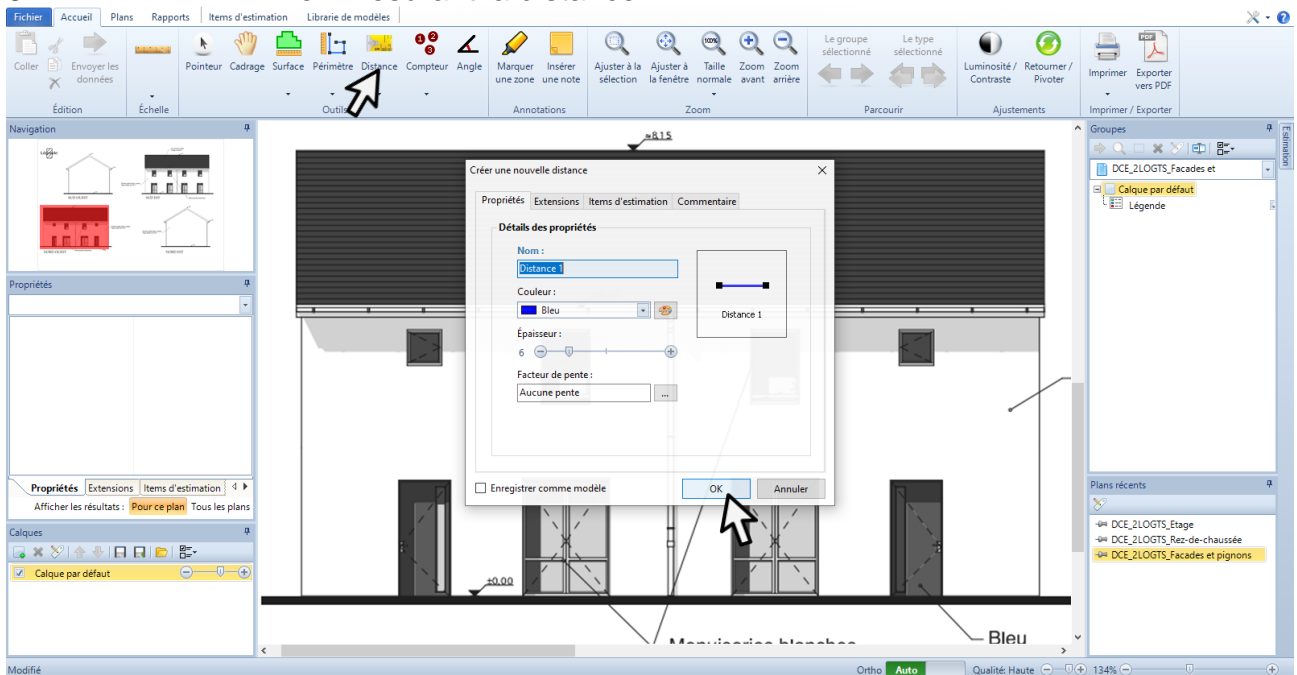 Fichier Accueil Plans Rapports Items d'estimation Librarie de modèles
Coller Envoyer les données
Pointeur Cadrage Surface Périmètre Distance Compteur Angle
Marquer une zone Insérer une note
Ajuster à la sélection Ajuster à la fenêtre Taille normale Zoom avant Zoom arrière
Le groupe sélectionné Le type sélectionné
Luminosité / Contraste Retourner / Pivoter
Imprimer Exporter vers PDF
Édition Échelle Outils Annotations Zoom Parcourir Ajustements Imprimer / Exporter
Navigation
Propriétés
Propriétés Extensions Items d'estimation
Afficher les résultats : Pour ce plan Tous les plans
Calques
Calque par défaut
≈8.15
Créer une nouvelle distance
Propriétés Extensions Items d'estimation Commentaire
Détails des propriétés
Nom :
Distance 1
Couleur :
Bleu
Distance 1
Épaisseur :
6
Facteur de pente :
Aucune pente ...
Enregistrer comme modèle OK Annuler
±0.00
Bleu
Groupes
DCE_2LOGTS_Facades et
Calque par défaut
Légende
Estimation
Plans récents
DCE_2LOGTS_Etage
DCE_2LOGTS_Rez-de-chaussée
DCE_2LOGTS_Facades et pignons
Modifié Ortho Auto Qualité: Haute 134%